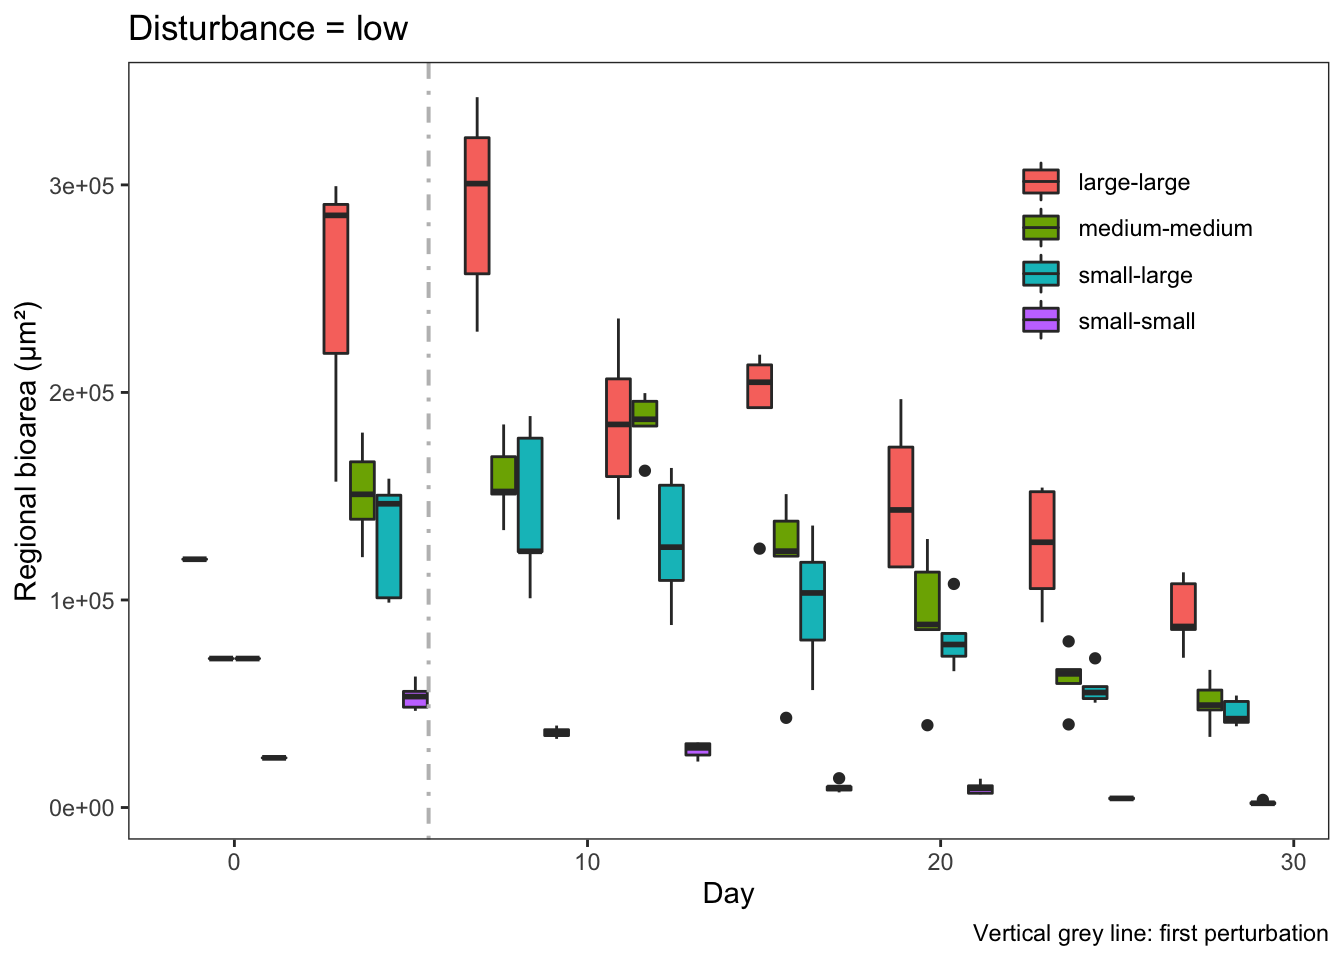 Disturbance = low
Regional bioarea (µm²)
3e+05
2e+05
1e+05
0e+00
large-large
medium-medium
small-large
small-small
0 10 20 30
Day
Vertical grey line: first perturbation